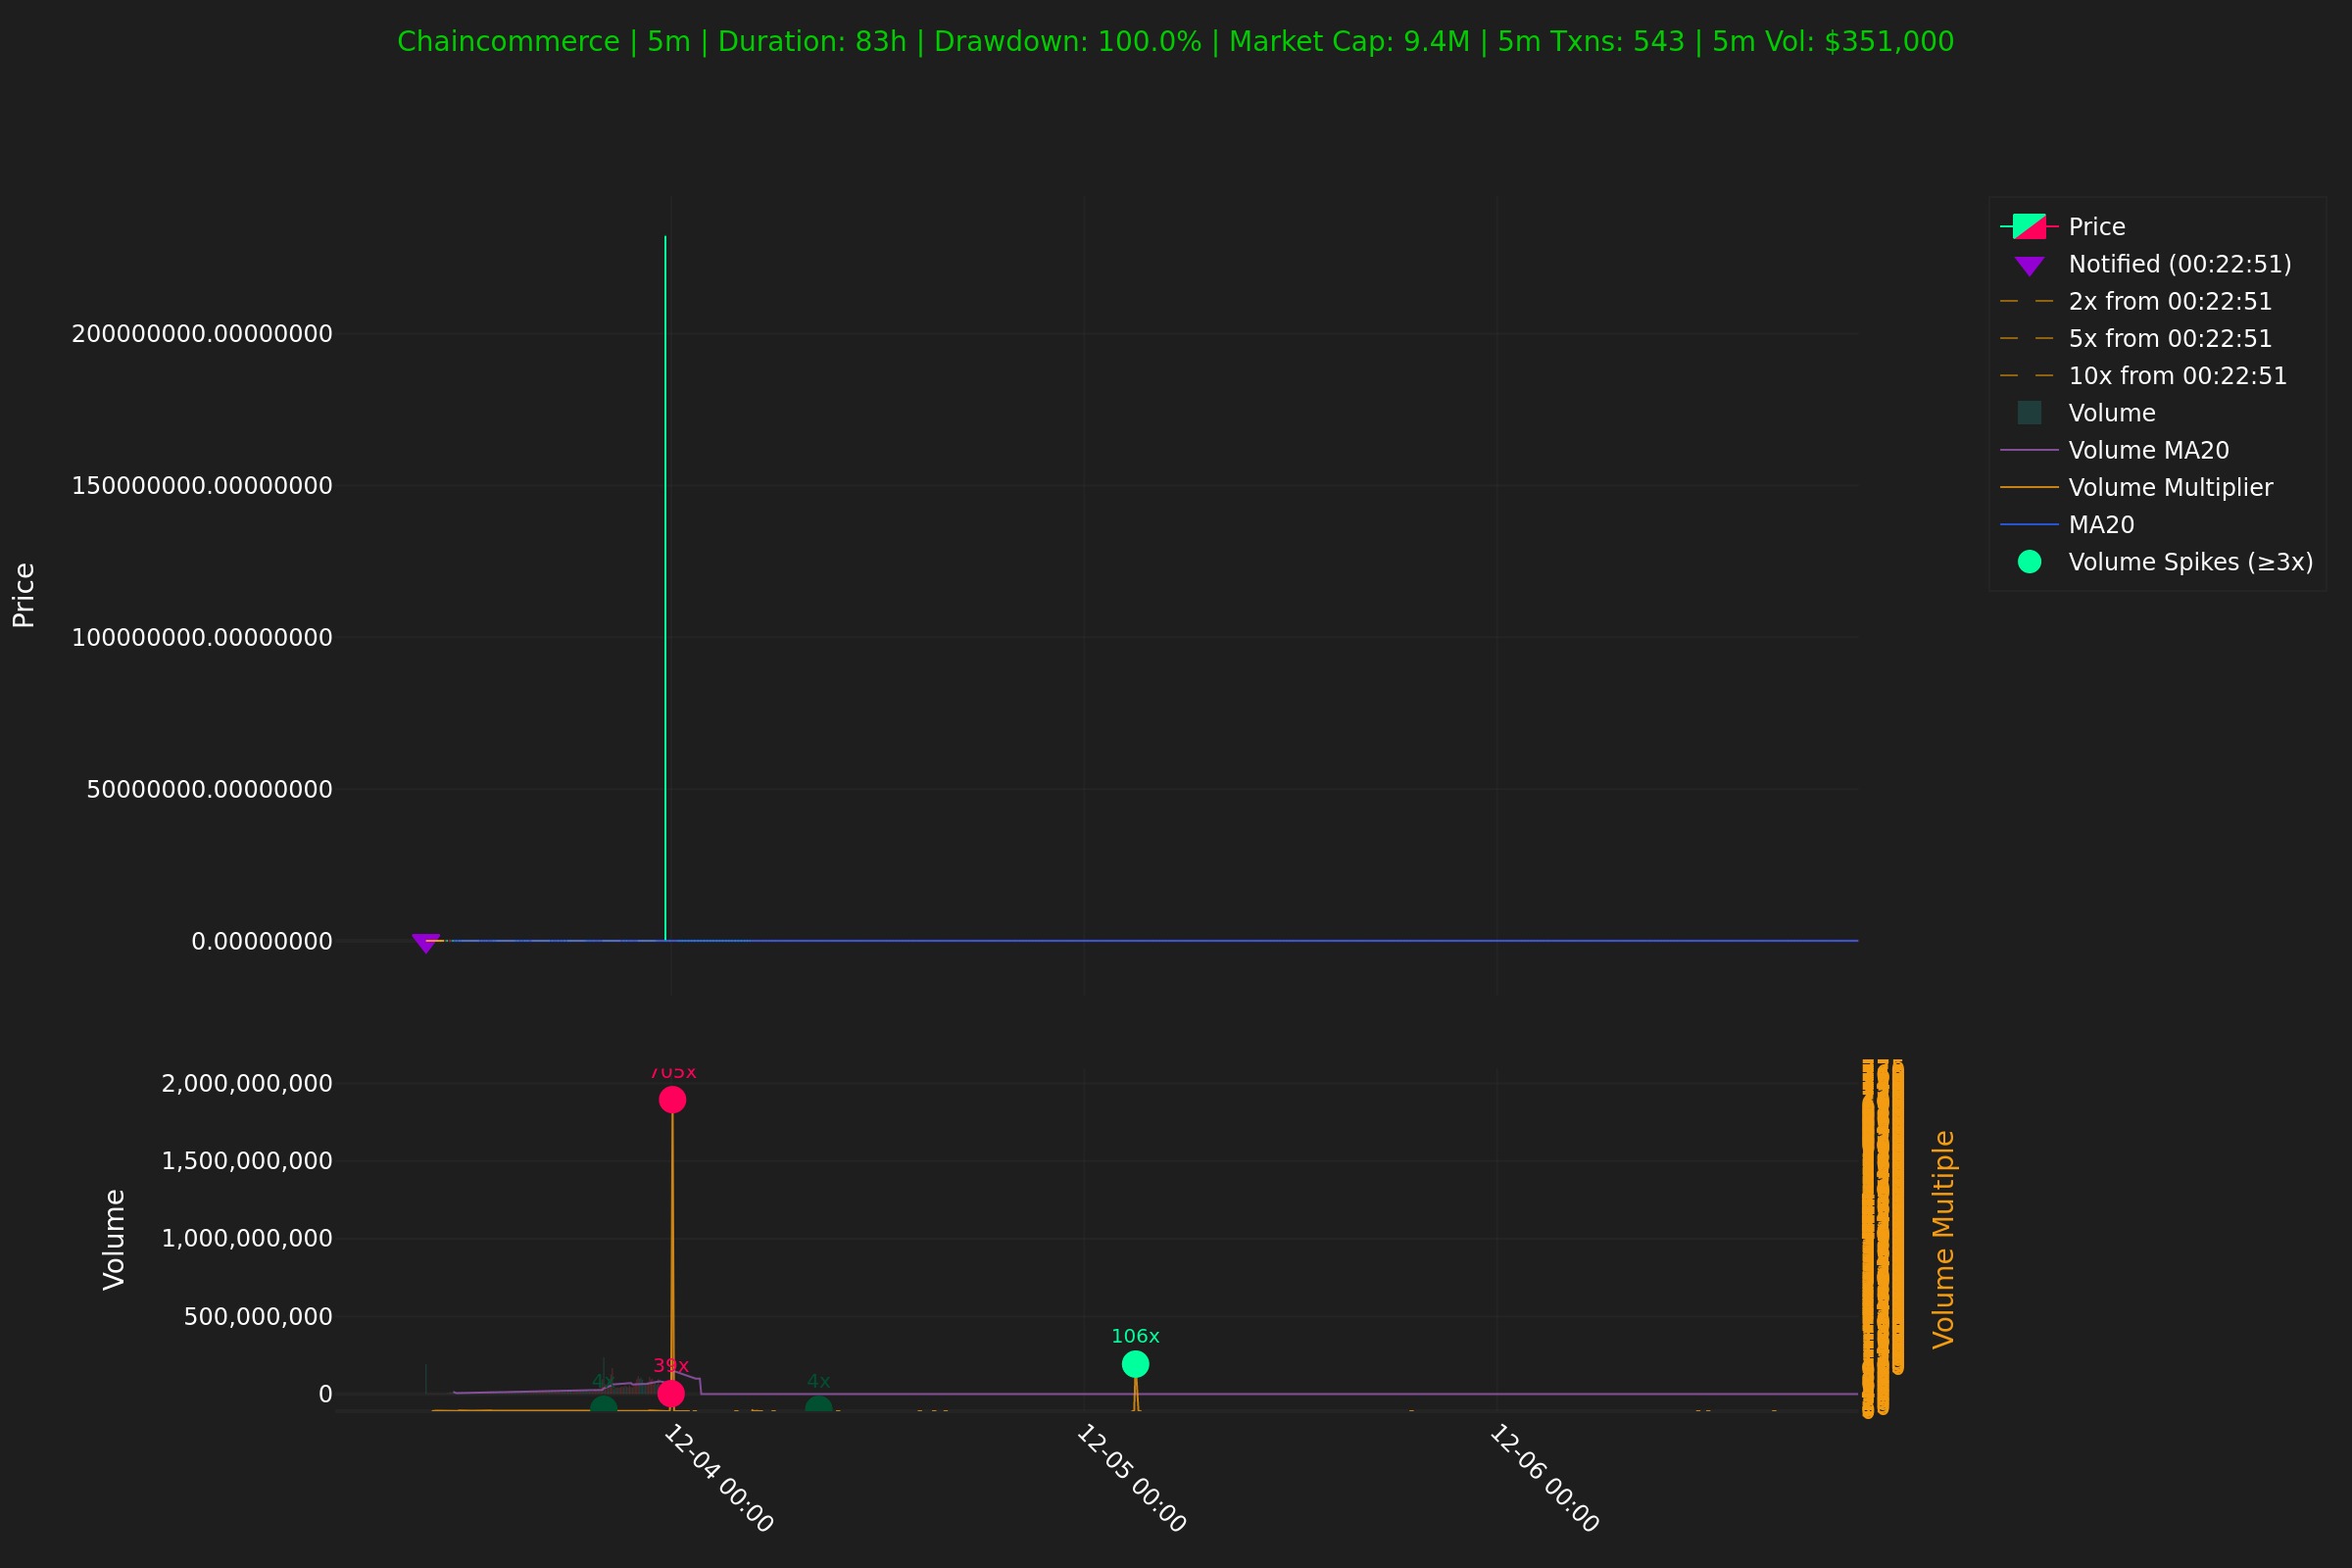 Chaincommerce | 5m | Duration: 83h | Drawdown: 100.0% | Market Cap: 9.4M | 5m Txns: 543 | 5m Vol: $351,000
Price
200000000.00000000
150000000.00000000
100000000.00000000
50000000.00000000
0.00000000
Price
Notified (00:22:51)
2x from 00:22:51
5x from 00:22:51
10x from 00:22:51
Volume
Volume MA20
Volume Multiplier
MA20
Volume Spikes (≥3x)
Volume
2,000,000,000
1,500,000,000
1,000,000,000
500,000,000
0
705x
39x
4x
4x
106x
Volume Multiple
12-04 00:00
12-05 00:00
12-06 00:00